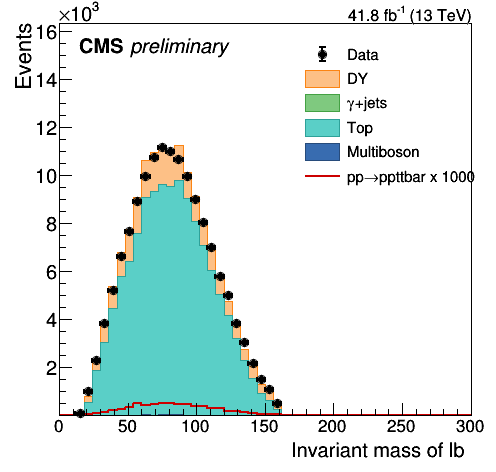 ×10³
41.8 fb⁻¹ (13 TeV)
CMS preliminary
Events
16
14
12
10
8
6
4
2
Data
DY
γ+jets
Top
Multiboson
pp→ppttbar x 1000
0 50 100 150 200 250 300
Invariant mass of lb